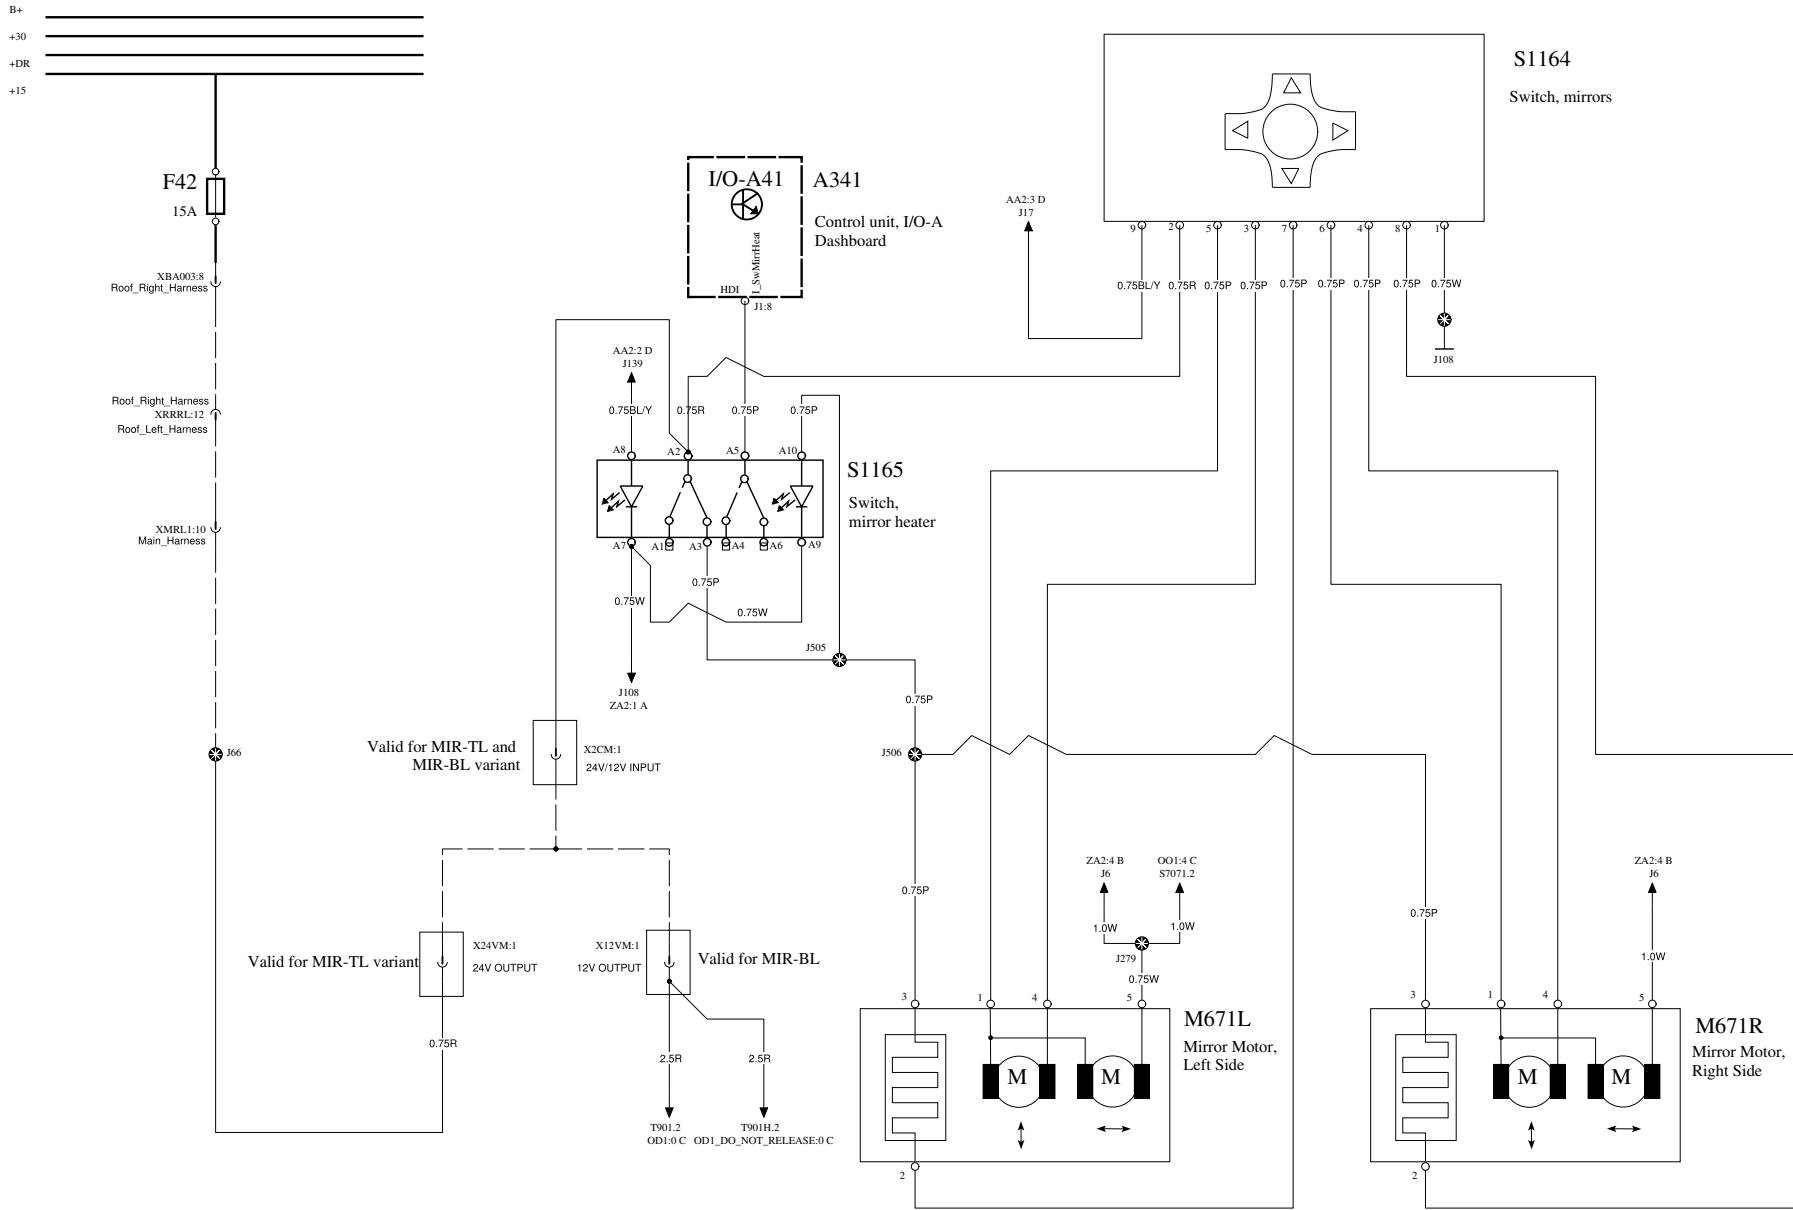 B+
+30
+DR
+15
F42
15A
XBA003:8
Roof_Right_Harness
Roof_Right_Harness
XRRRL:12
Roof_Left_Harness
XMRL1:10
Main_Harness
J66
I/O-A41
I_SwMirrHeat
HDI
J1:8
A341
Control unit, I/O-A
Dashboard
AA2:3 D
J17
S1164
Switch, mirrors
9
2
5
3
7
6
4
8
1
0.75BL/Y
0.75R
0.75P
0.75P
0.75P
0.75P
0.75P
0.75P
0.75W
J108
AA2:2 D
J139
0.75BL/Y
0.75R
0.75P
0.75P
A8
A2
A5
A10
S1165
Switch,
mirror heater
A7
A1
A3
A4
A6
A9
0.75P
0.75W
0.75W
J108
ZA2:1 A
J505
0.75P
J506
Valid for MIR-TL and
MIR-BL variant
X2CM:1
24V/12V INPUT
Valid for MIR-TL variant
X24VM:1
24V OUTPUT
X12VM:1
12V OUTPUT
Valid for MIR-BL
0.75R
2.5R
2.5R
T901.2
OD1:0 C
T901H.2
OD1_DO_NOT_RELEASE:0 C
0.75P
ZA2:4 B
J6
OO1:4 C
S7071.2
1.0W
1.0W
J279
0.75W
3
1
4
5
M
M
2
M671L
Mirror Motor,
Left Side
0.75P
ZA2:4 B
J6
1.0W
3
1
4
5
M
M
2
M671R
Mirror Motor,
Right Side